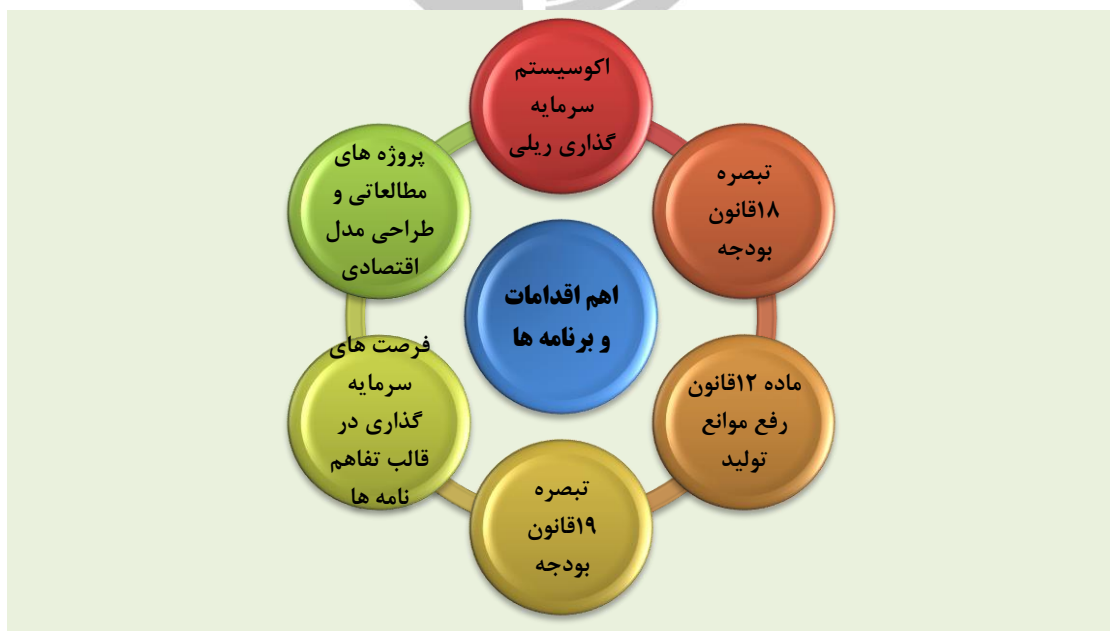 اکوسیستم
سرمایه
گذاری ریلی
تبصره
۱۸قانون
بودجه
ماده ۱۲قانون
رفع موانع
تولید
تبصره
۱۹قانون
بودجه
فرصت های
سرمایه
گذاری در
قالب تفاهم
نامه ها
پروژه های
مطالعاتی و
طراحی مدل
اقتصادی
اهم اقدامات
و برنامه ها